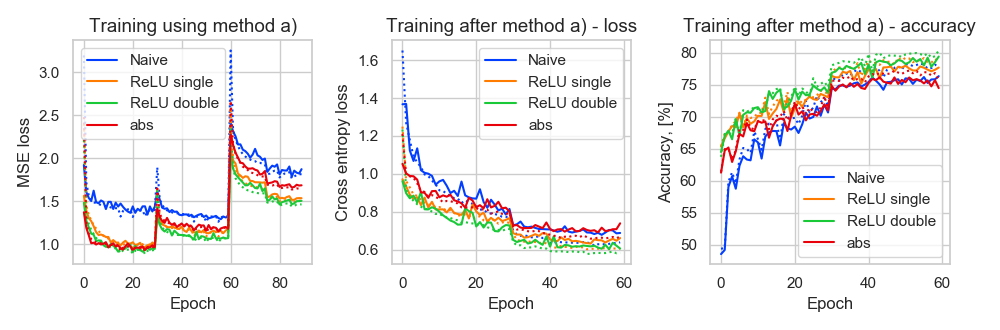 Training using method a)
MSE loss
3.0
2.5
2.0
1.5
1.0
0
20
40
60
80
Epoch
Naive
ReLU single
ReLU double
abs
Training after method a) - loss
Cross entropy loss
1.6
1.4
1.2
1.0
0.8
0.6
0
20
40
60
Epoch
Naive
ReLU single
ReLU double
abs
Training after method a) - accuracy
Accuracy, [%]
80
75
70
65
60
55
50
0
20
40
60
Epoch
Naive
ReLU single
ReLU double
abs